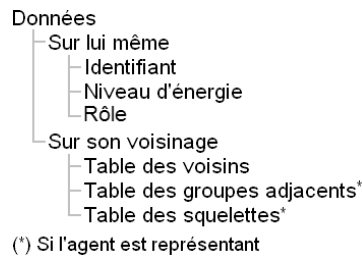 Données
Sur lui même
Identifiant
Niveau d'énergie
Rôle
Sur son voisinage
Table des voisins
Table des groupes adjacents*
Table des squelettes*
(*) Si l'agent est représentant